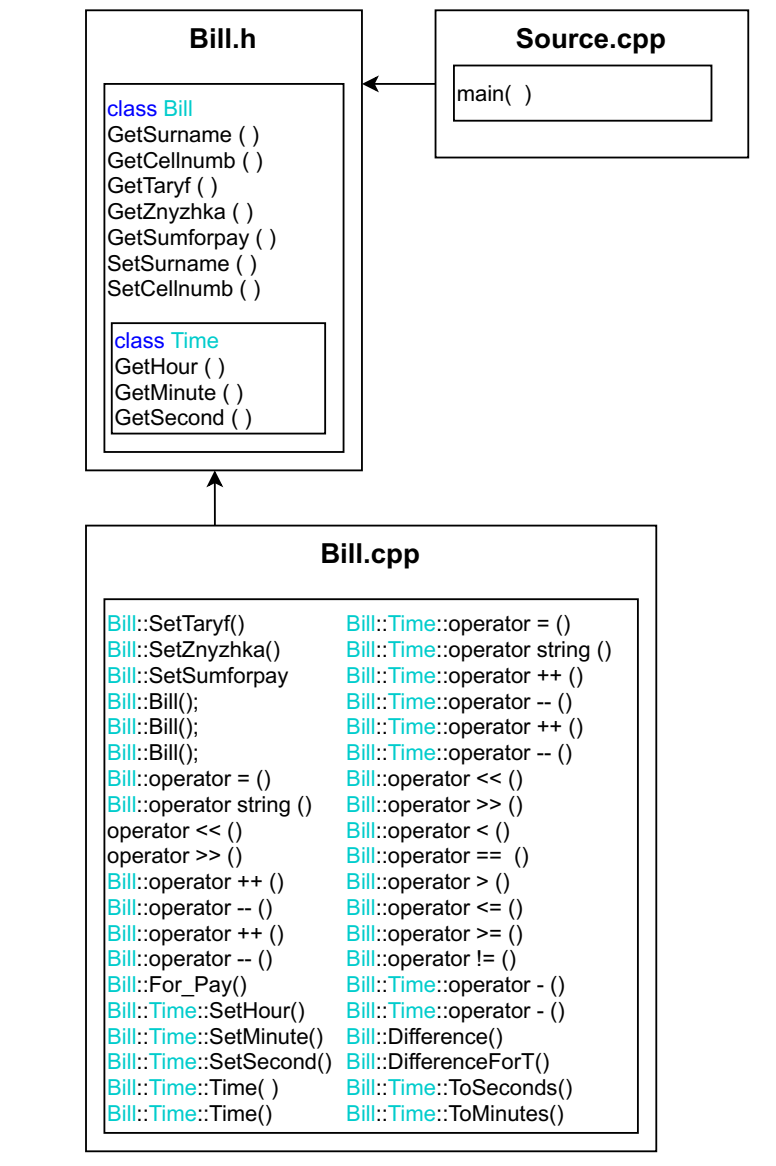 Bill.h
class Bill
GetSurname ( )
GetCellnumb ( )
GetTaryf ( )
GetZnyzhka ( )
GetSumforpay ( )
SetSurname ( )
SetCellnumb ( )
class Time
GetHour ( )
GetMinute ( )
GetSecond ( )
Source.cpp
main(  )
Bill.cpp
Bill::SetTaryf()
Bill::SetZnyzhka()
Bill::SetSumforpay
Bill::Bill();
Bill::Bill();
Bill::Bill();
Bill::operator = ()
Bill::operator string ()
operator << ()
operator >> ()
Bill::operator ++ ()
Bill::operator -- ()
Bill::operator ++ ()
Bill::operator -- ()
Bill::For_Pay()
Bill::Time::SetHour()
Bill::Time::SetMinute()
Bill::Time::SetSecond()
Bill::Time::Time( )
Bill::Time::Time()
Bill::Time::operator = ()
Bill::Time::operator string ()
Bill::Time::operator ++ ()
Bill::Time::operator -- ()
Bill::Time::operator ++ ()
Bill::Time::operator -- ()
Bill::operator << ()
Bill::operator >> ()
Bill::operator < ()
Bill::operator ==  ()
Bill::operator > ()
Bill::operator <= ()
Bill::operator >= ()
Bill::operator != ()
Bill::Time::operator - ()
Bill::Time::operator - ()
Bill::Difference()
Bill::DifferenceForT()
Bill::Time::ToSeconds()
Bill::Time::ToMinutes()